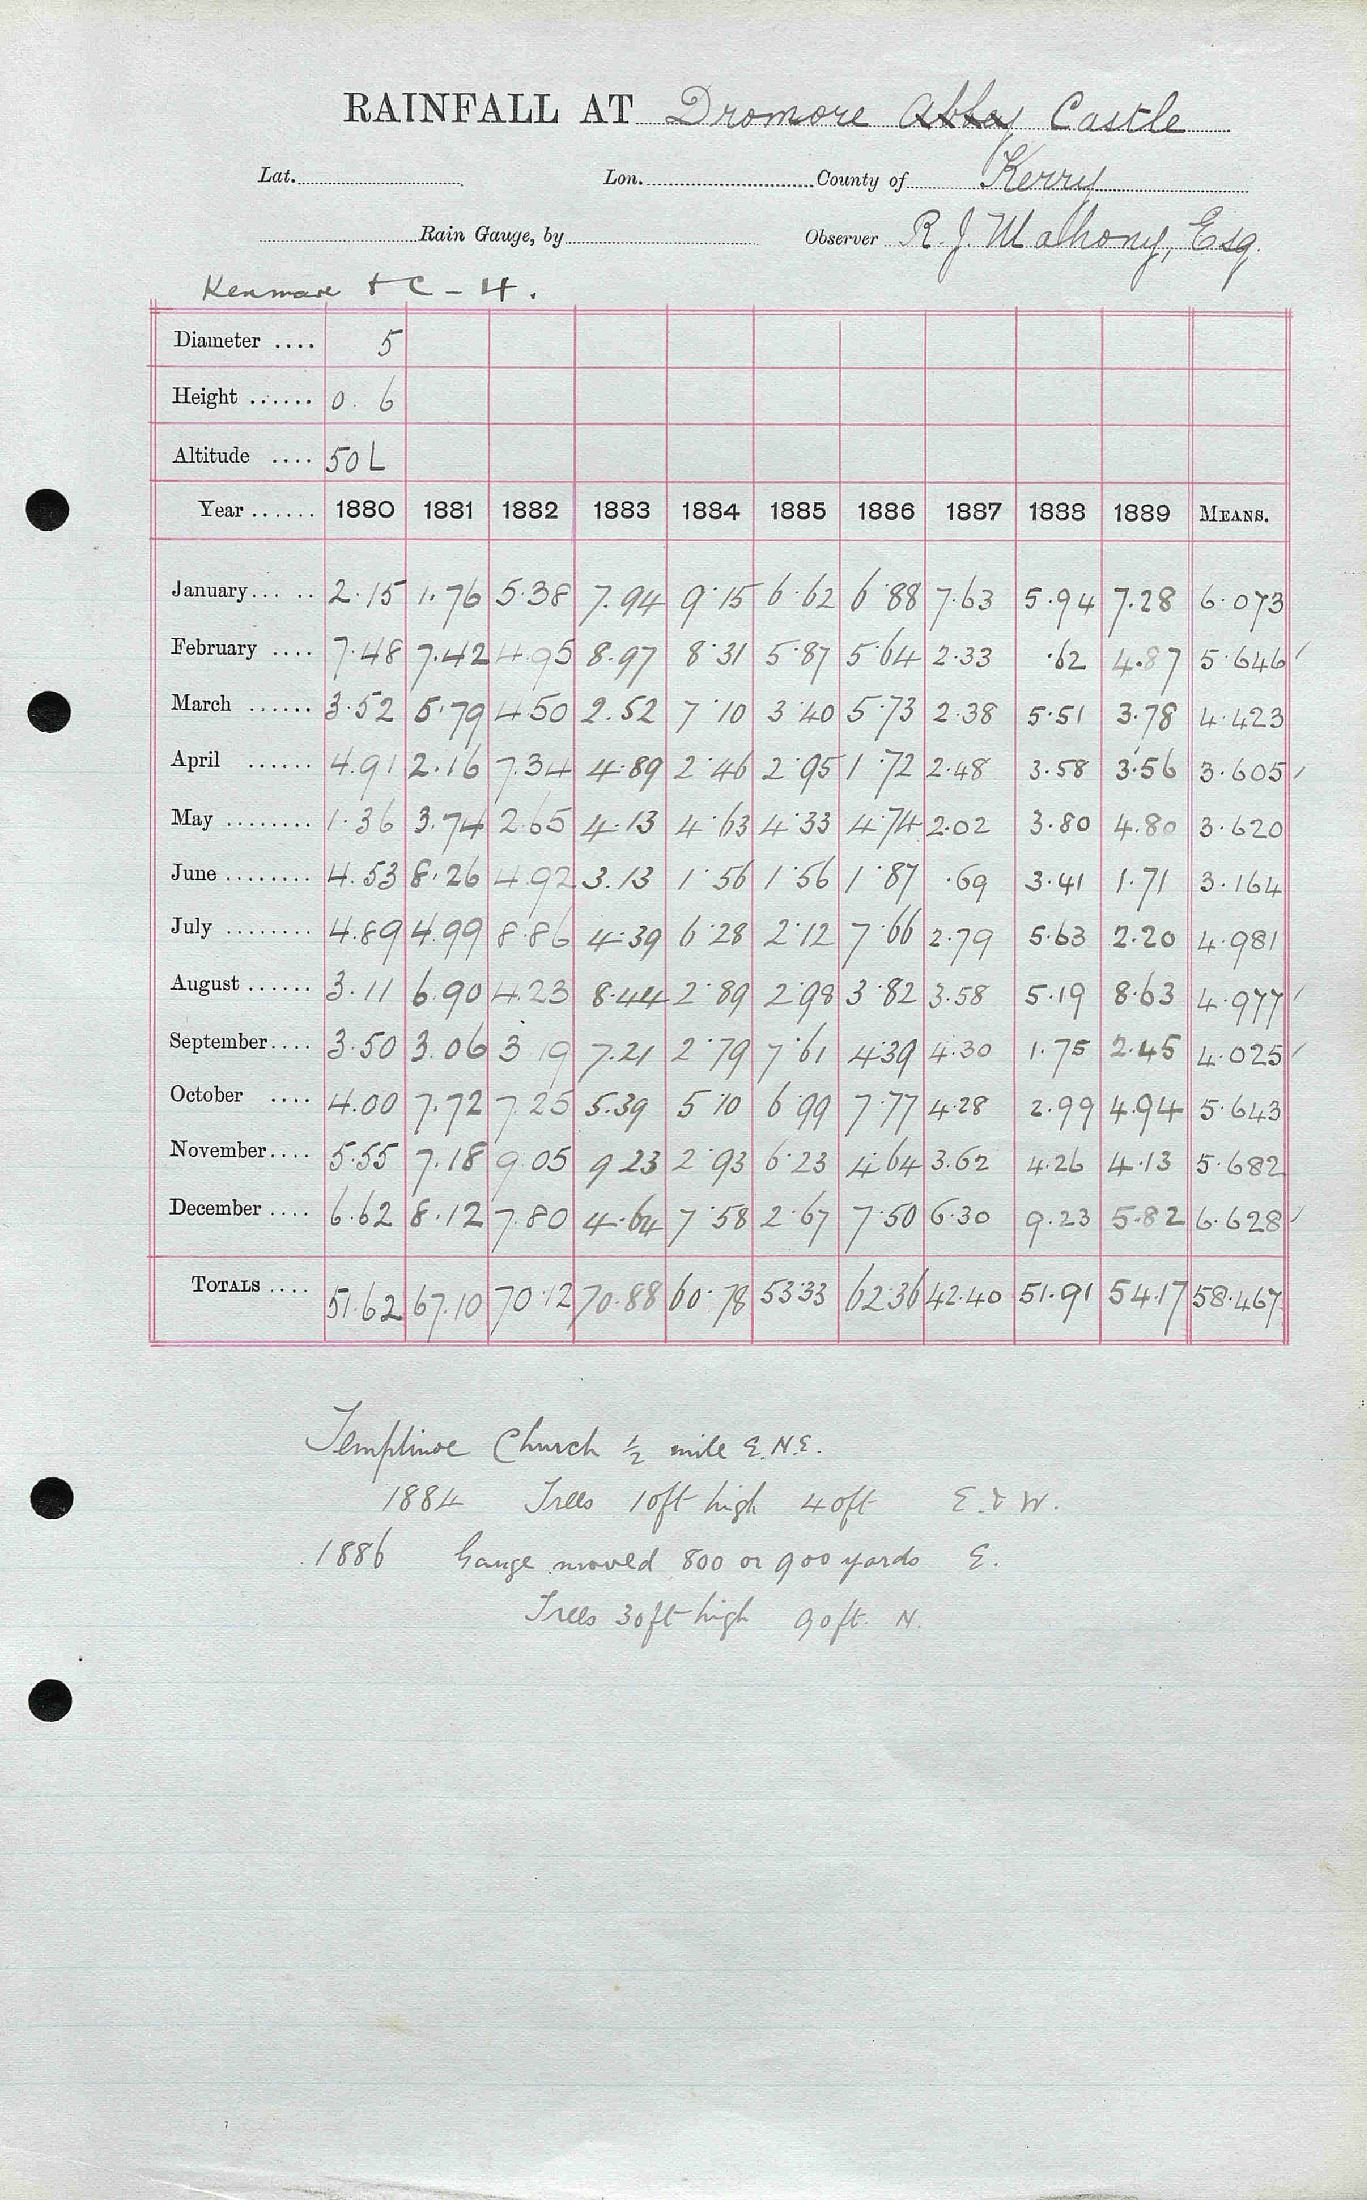 RAINFALL AT Dromore Abbey Castle
Lat. Lon. County of Kerry
Rain Gauge, by Observer R. J. Mahony, Esq.
Kenmare + C - 4.
Diameter .... 5
Height ...... 0. 6
Altitude .... 50 L
Year ...... 1880 1881 1882 1883 1884 1885 1886 1887 1888 1889 MEANS.
January... .. 2.15 1.76 5.38 7.94 9.15 6.62 6.88 7.63 5.94 7.28 6.073
February .... 7.48 7.42 4.95 8.97 8.31 5.87 5.64 2.33 .62 4.87 5.646
March ...... 3.52 5.79 4.50 2.52 7.10 3.40 5.73 2.38 5.51 3.78 4.423
April ...... 4.91 2.16 7.34 4.89 2.46 2.95 1.72 2.48 3.58 3.56 3.605
May ........ 1.36 3.74 2.65 4.13 4.63 4.33 4.74 2.02 3.80 4.80 3.620
June ........ 4.53 8.26 4.92 3.13 1.56 1.56 1.87 .69 3.41 1.71 3.164
July ........ 4.89 4.99 8.86 4.39 6.28 2.12 7.66 2.79 5.63 2.20 4.981
August ...... 3.11 6.90 4.23 8.44 2.89 2.98 3.82 3.58 5.19 8.63 4.977
September.... 3.50 3.06 3.19 7.21 2.79 7.61 4.39 4.30 1.75 2.45 4.025
October .... 4.00 7.72 7.25 5.39 5.10 6.99 7.77 4.28 2.99 4.94 5.643
November.... 5.55 7.18 9.05 9.23 2.93 6.23 4.64 3.62 4.26 4.13 5.682
December .... 6.62 8.12 7.80 4.64 7.58 2.67 7.50 6.30 9.23 5.82 6.628
TOTALS .... 51.62 67.10 70.12 70.88 60.78 53.33 62.36 42.40 51.91 54.17 58.467
Templinoe Church ½ mile E.N.E.
1884 Trees 10ft high 40ft E. & W.
1886 Gauge moved 800 or 900 yards E.
Trees 30ft high 90ft. N.